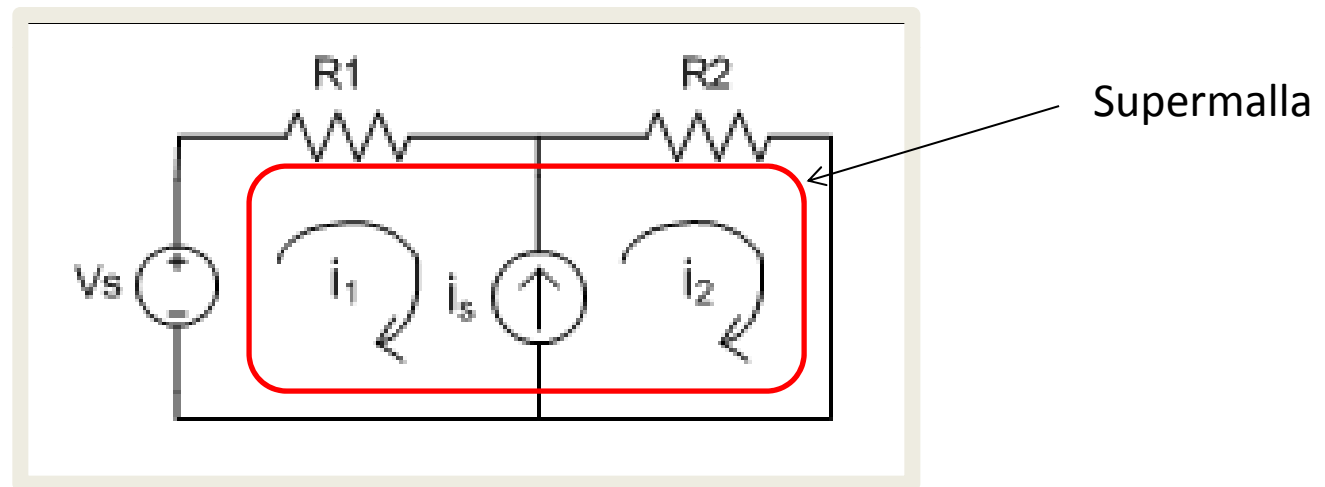 R1
R2
Supermalla
Vs
+
-
i₁
iₛ
i₂